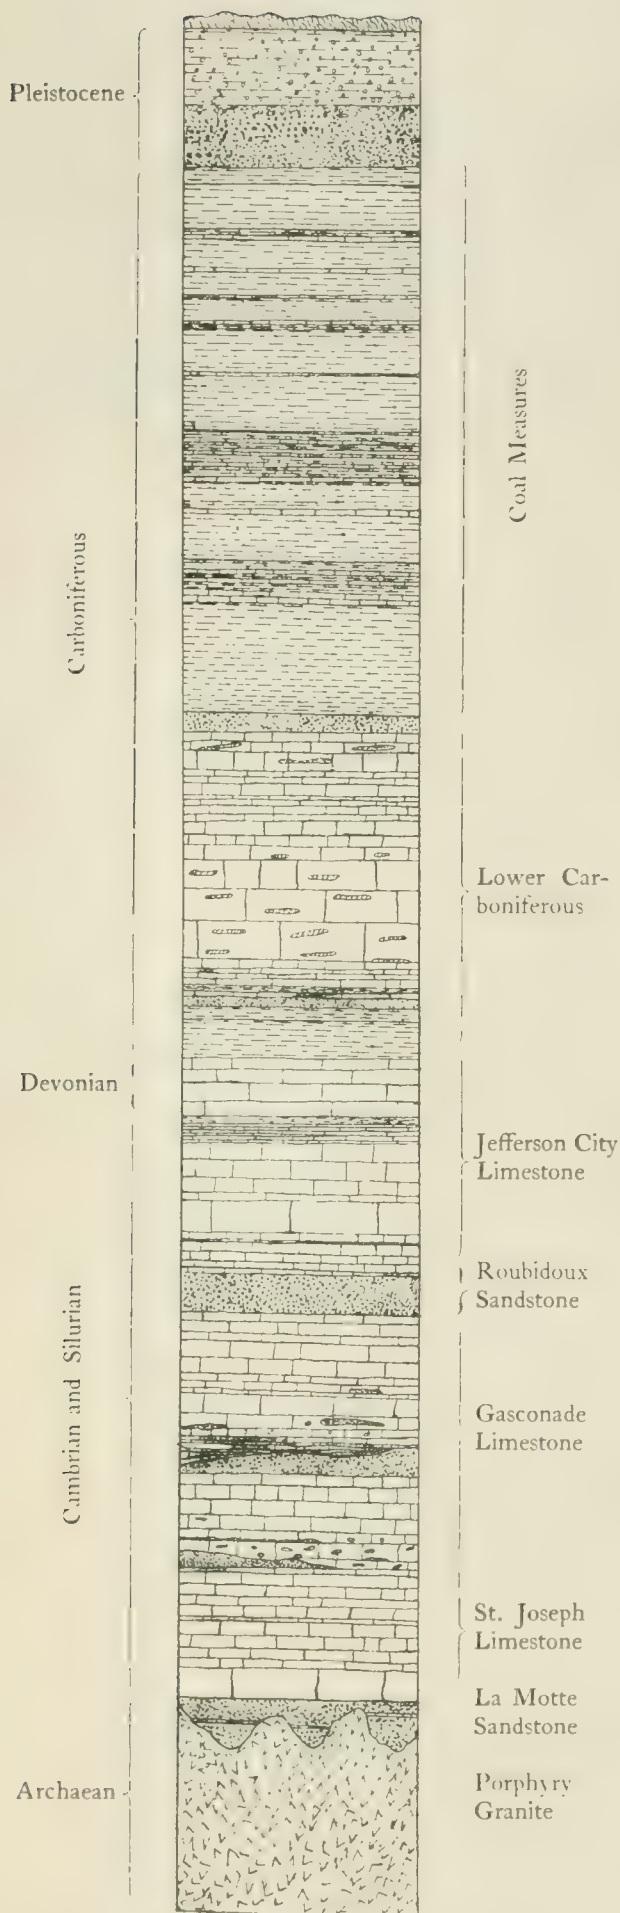 Pleistocene
Coal Measures
Carboniferous
Lower Car-
boniferous
Devonian
Jefferson City
Limestone
Roubidoux
Sandstone
Cambrian and Silurian
Gasconade
Limestone
St. Joseph
Limestone
La Motte
Sandstone
Archaean
Porphyry
Granite